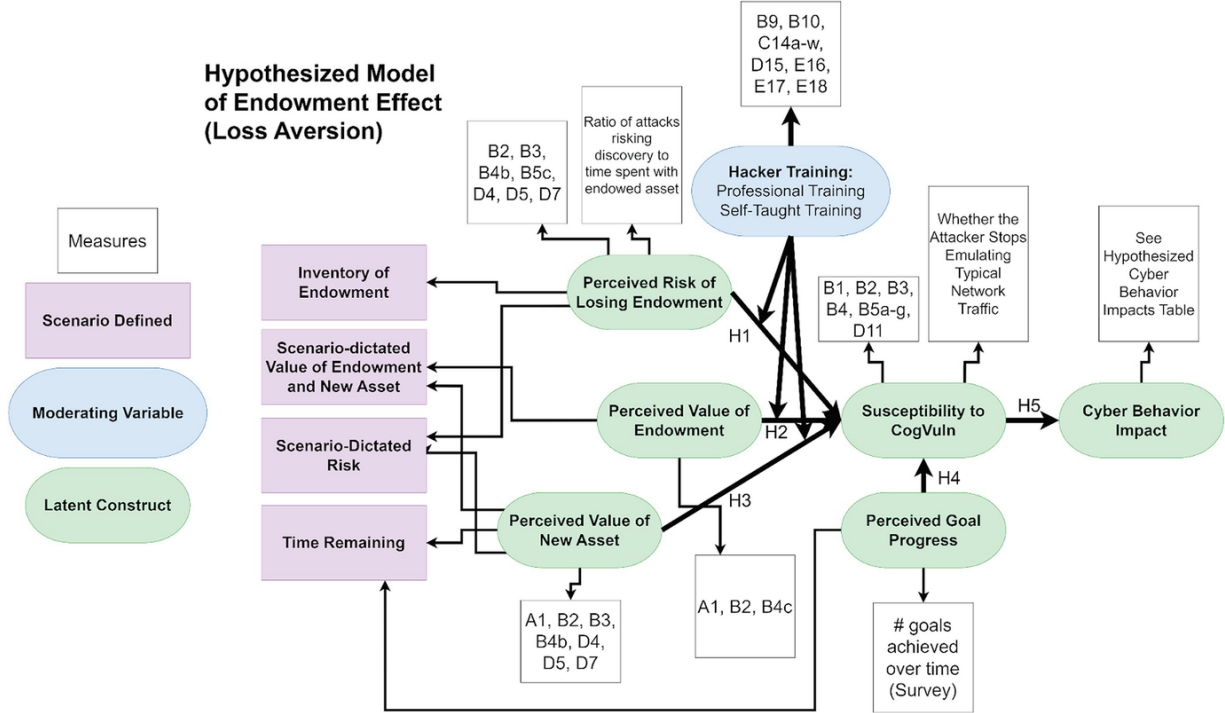 Hypothesized Model
of Endowment Effect
(Loss Aversion)
Measures
Scenario Defined
Moderating Variable
Latent Construct
B9, B10,
C14a-w,
D15, E16,
E17, E18
Hacker Training:
Professional Training
Self-Taught Training
B2, B3,
B4b, B5c,
D4, D5, D7
Ratio of attacks
risking
discovery to
time spent with
endowed asset
Inventory of
Endowment
Scenario-dictated
Value of Endowment
and New Asset
Scenario-Dictated
Risk
Time Remaining
Perceived Risk of
Losing Endowment
H1
Perceived Value of
Endowment
H2
Perceived Value of
New Asset
H3
A1, B2, B3,
B4b, D4,
D5, D7
A1, B2, B4c
B1, B2, B3,
B4, B5a-g,
D11
Whether the
Attacker Stops
Emulating
Typical
Network
Traffic
Susceptibility to
CogVuln
H4
Perceived Goal
Progress
# goals
achieved
over time
(Survey)
H5
See
Hypothesized
Cyber
Behavior
Impacts Table
Cyber Behavior
Impact